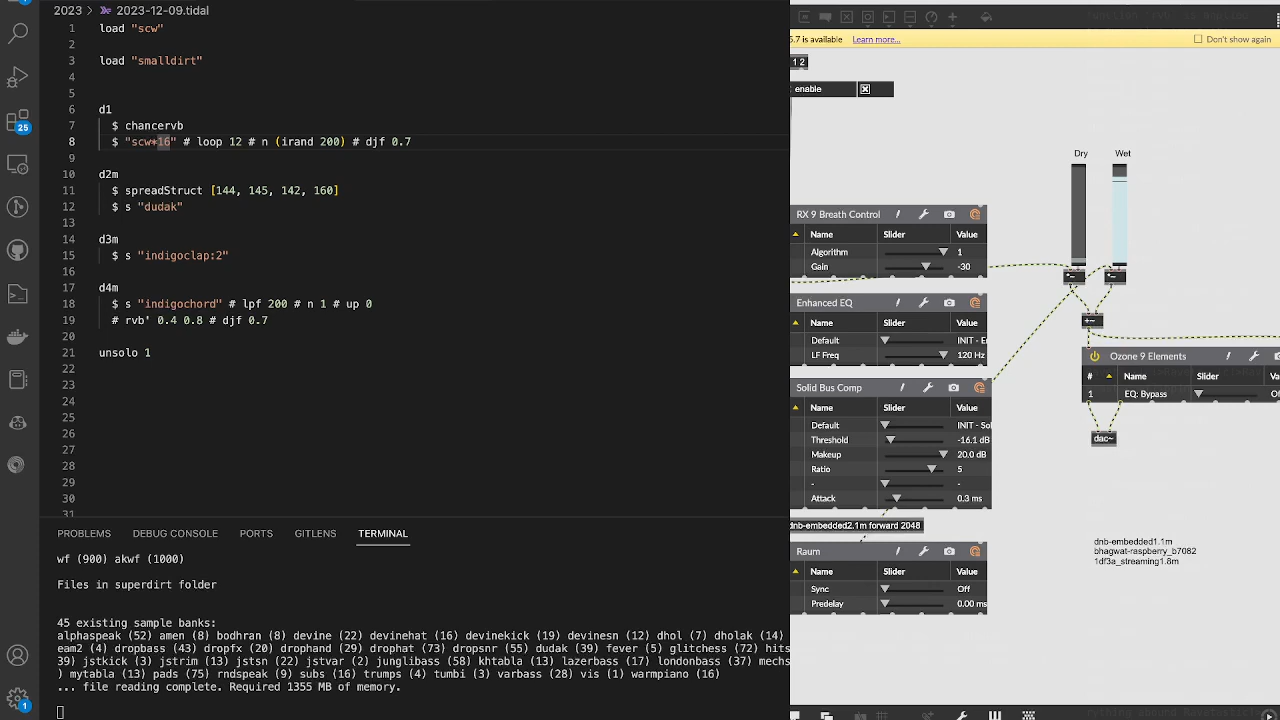 2023 > 2023-12-09.tidal
1 load "scw"
2
3 load "smalldirt"
4
5
6 d1
7 $ chancervb
8 $ "scw*16" # loop 12 # n (irand 200) # djf 0.7
9
10 d2m
11 $ spreadStruct [144, 145, 142, 160]
12 $ s "dudak"
13
14 d3m
15 $ s "indigoclap:2"
16
17 d4m
18 $ s "indigochord" # lpf 200 # n 1 # up 0
19 # rvb' 0.4 0.8 # djf 0.7
20
21 unsolo 1
22
23
24
25
26
27
28
29
30
31
25
1
PROBLEMS DEBUG CONSOLE PORTS GITLENS TERMINAL
wf (900) akwf (1000)
Files in superdirt folder
45 existing sample banks:
alphaspeak (52) amen (8) bodhran (8) devine (22) devinehat (16) devinekick (19) devinesn (12) dhol (7) dholak (14)
eam2 (4) dropbass (43) dropfx (20) drophand (29) drophat (73) dropsnr (55) dudak (39) fever (5) glitchess (72) hits
39) jstkick (3) jstrim (13) jstsn (22) jstvar (2) junglibass (58) khtabla (13) lazerbass (17) londonbass (37) mechs
) mytabla (13) pads (75) rndspeak (9) subs (16) trumps (4) tumbi (3) varbass (28) vis (1) warmpiano (16)
... file reading complete. Required 1355 MB of memory.
5.7 is available Learn more... Don't show again
1 2
enable
Dry Wet
RX 9 Breath Control
Name Slider Value
Algorithm 1
Gain -30
Enhanced EQ
Name Slider Value
Default INIT - E
LF Freq 120 Hz
Solid Bus Comp
Name Slider Value
Default INIT - Sol
Threshold -16.1 dB
Makeup 20.0 dB
Ratio 5
- -
Attack 0.3 ms
dnb-embedded2.1m forward 2048
Raum
Name Slider Value
Sync Off
Predelay 0.00 ms
*~ *~
+~
Ozone 9 Elements
# Name Slider Va
1 EQ: Bypass O
dac~
dnb-embedded1.1m
bhagwat-raspberry_b7082
1df3a_streaming1.8m